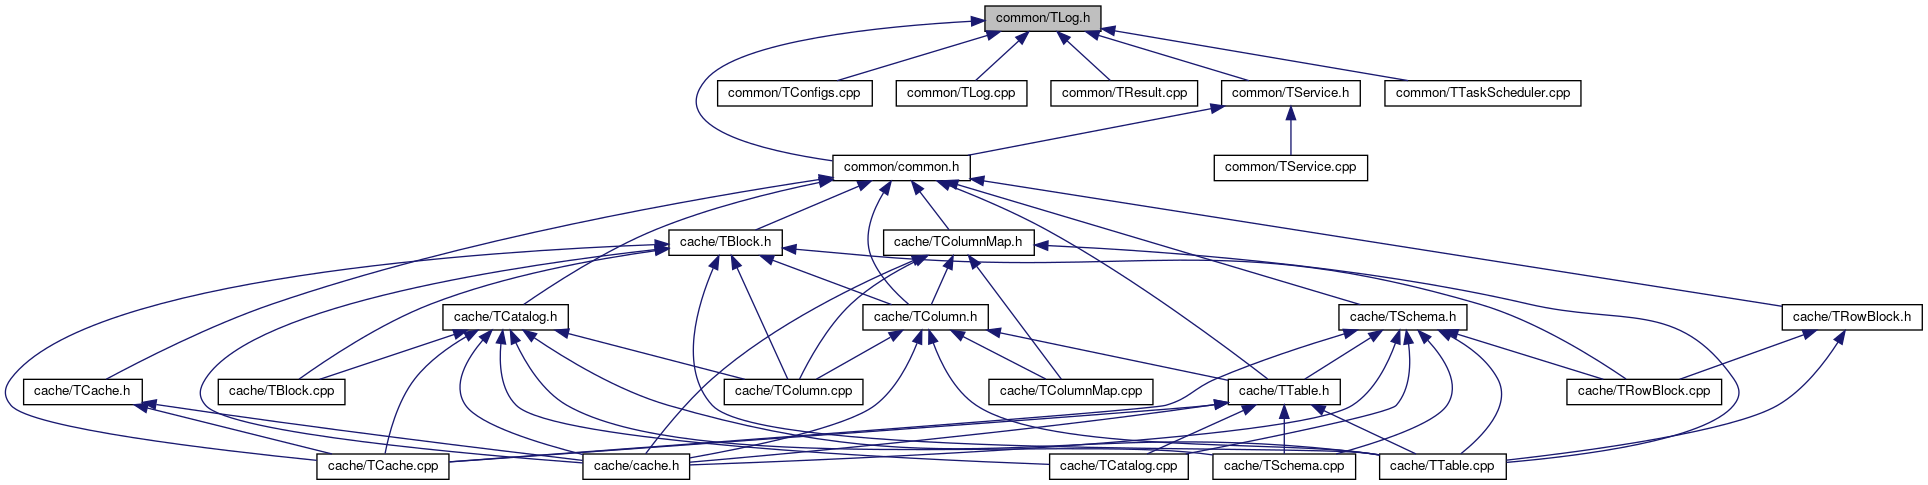 common/TLog.h
common/TConfigs.cpp
common/TLog.cpp
common/TResult.cpp
common/TService.h
common/TTaskScheduler.cpp
common/common.h
common/TService.cpp
cache/TBlock.h
cache/TColumnMap.h
cache/TCatalog.h
cache/TColumn.h
cache/TSchema.h
cache/TRowBlock.h
cache/TCache.h
cache/TBlock.cpp
cache/TColumn.cpp
cache/TColumnMap.cpp
cache/TTable.h
cache/TRowBlock.cpp
cache/TCache.cpp
cache/cache.h
cache/TCatalog.cpp
cache/TSchema.cpp
cache/TTable.cpp